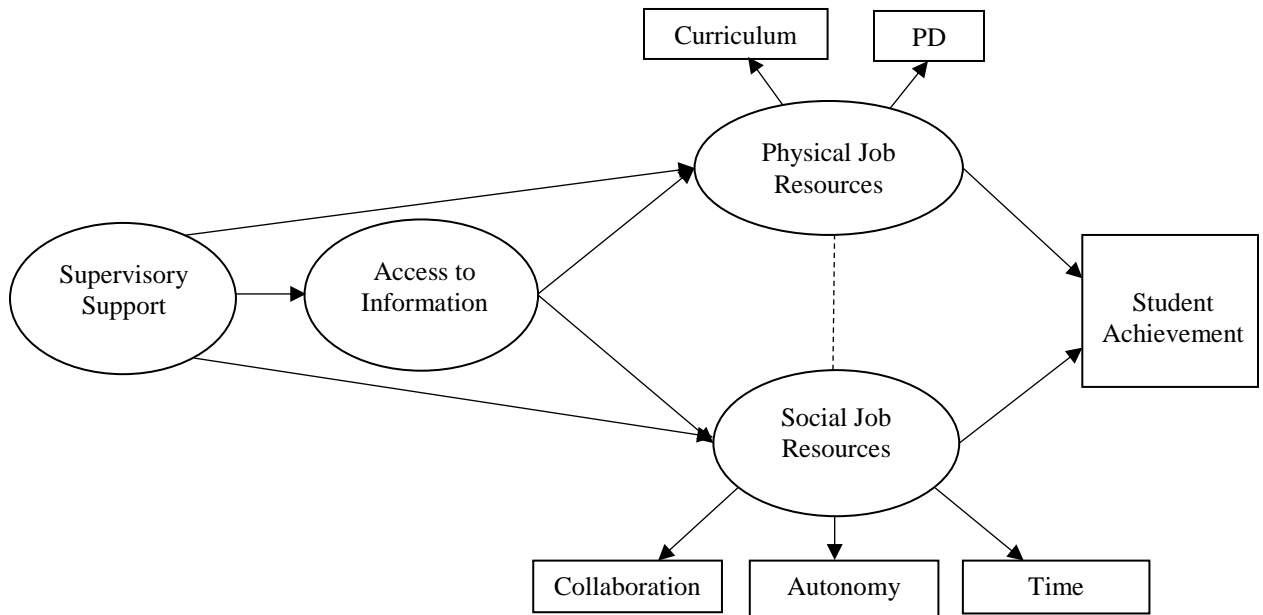 Curriculum
PD
Physical Job
Resources
Supervisory
Support
Access to
Information
Student
Achievement
Social Job
Resources
Collaboration
Autonomy
Time